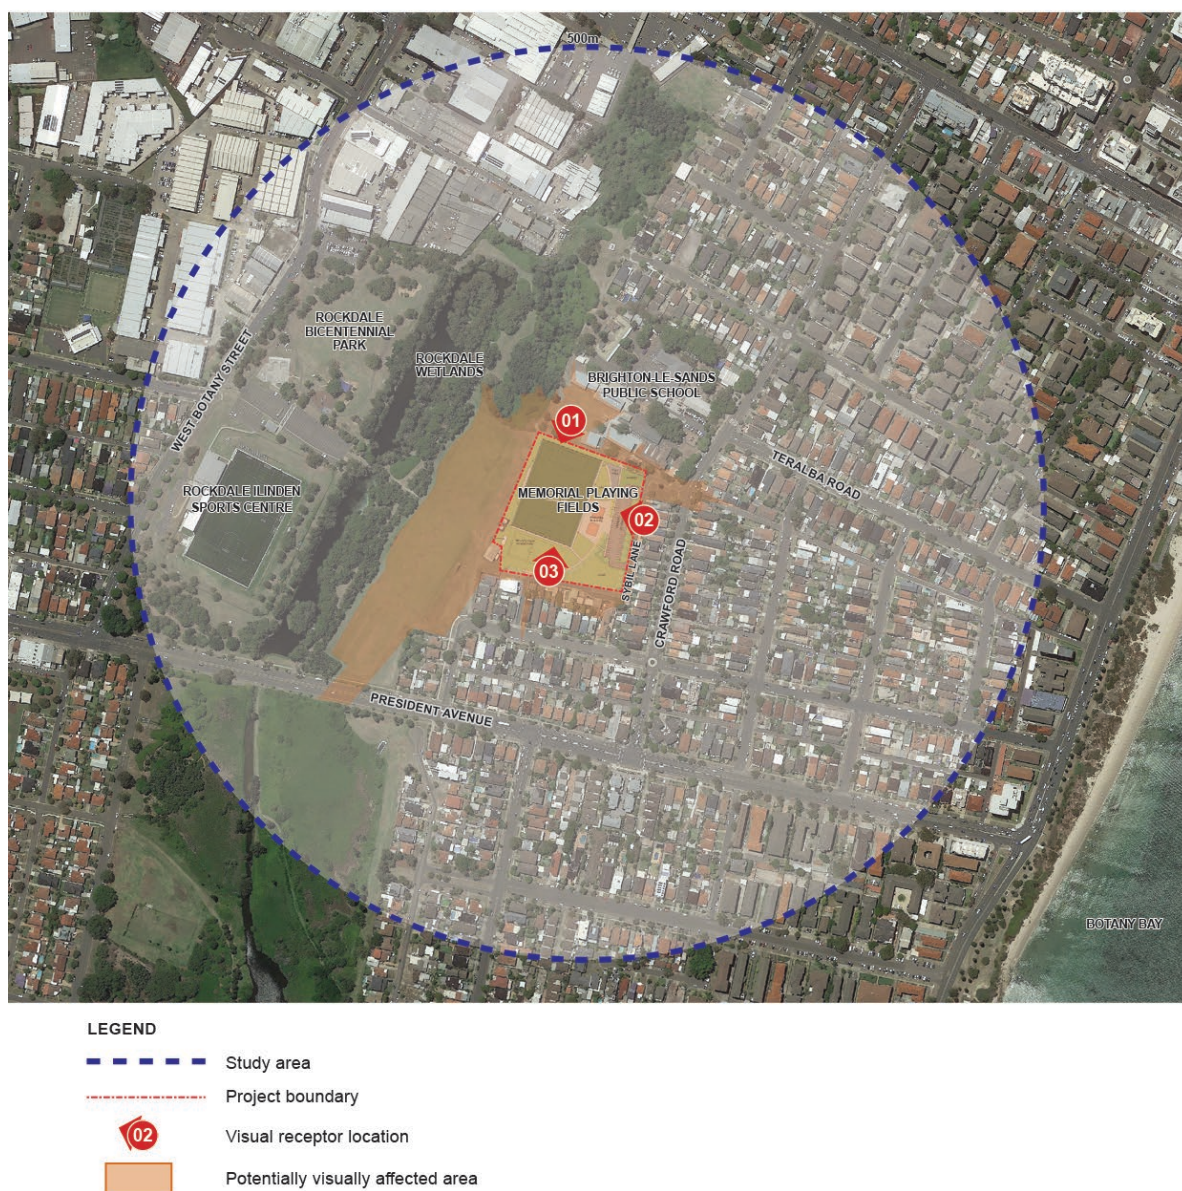 500m
ROCKDALE
BICENTENNIAL
PARK
ROCKDALE
WETLANDS
BRIGHTON-LE-SANDS
PUBLIC SCHOOL
WEST BOTANY STREET
01
TERALBA ROAD
ROCKDALE ILINDEN
SPORTS CENTRE
MEMORIAL PLAYING
FIELDS
02
03
SYBIL LANE
CRAWFORD ROAD
PRESIDENT AVENUE
BOTANY BAY
LEGEND
Study area
Project boundary
02
Visual receptor location
Potentially visually affected area